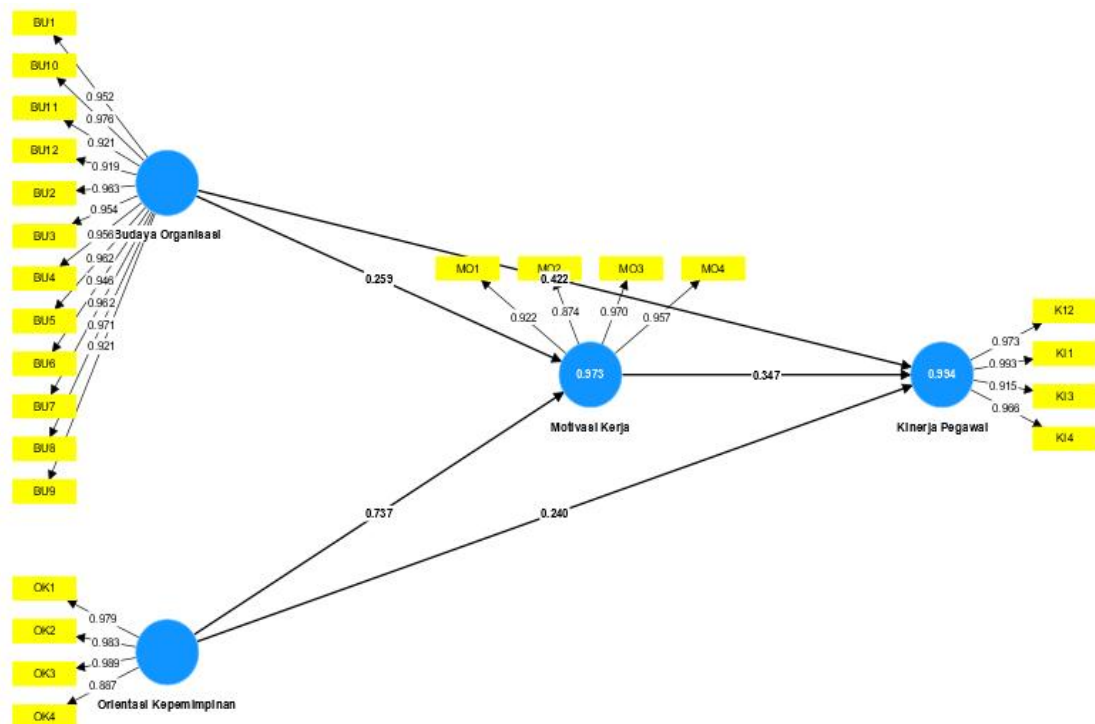 BU1
BU10
BU11
BU12
BU2
BU3
BU4
BU5
BU6
BU7
BU8
BU9
0.952
0.976
0.921
0.919
0.963
0.954
0.956
0.962
0.946
0.962
0.971
0.921
Budaya Organisasi
0.259
0.422
MO1
MO2
MO3
MO4
0.922
0.874
0.970
0.957
0.973
Motivasi Kerja
0.347
0.994
Kinerja Pegawai
K12
KI1
KI3
KI4
0.973
0.993
0.915
0.966
0.737
0.240
OK1
OK2
OK3
OK4
0.979
0.983
0.989
0.887
Orientasi Kepemimpinan